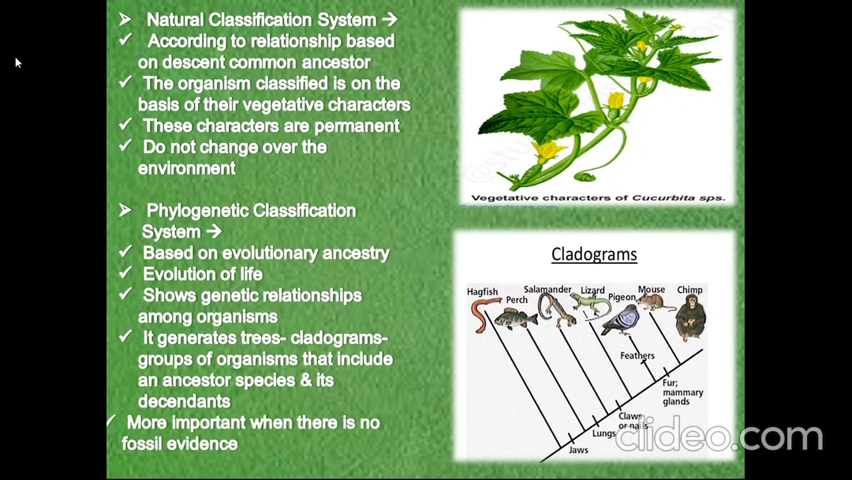 Natural Classification System →
According to relationship based
on descent common ancestor
The organism classified is on the
basis of their vegetative characters
These characters are permanent
Do not change over the
environment
Phylogenetic Classification
System →
Based on evolutionary ancestry
Evolution of life
Shows genetic relationships
among organisms
It generates trees- cladograms-
groups of organisms that include
an ancestor species & its
decendants
More important when there is no
fossil evidence
Vegetative characters of Cucurbita sps.
Cladograms
Hagfish
Perch
Salamander
Lizard
Pigeon
Mouse
Chimp
Feathers
Fur;
mammary
glands
Claws
or nails
Lungs
Jaws
clideo.com